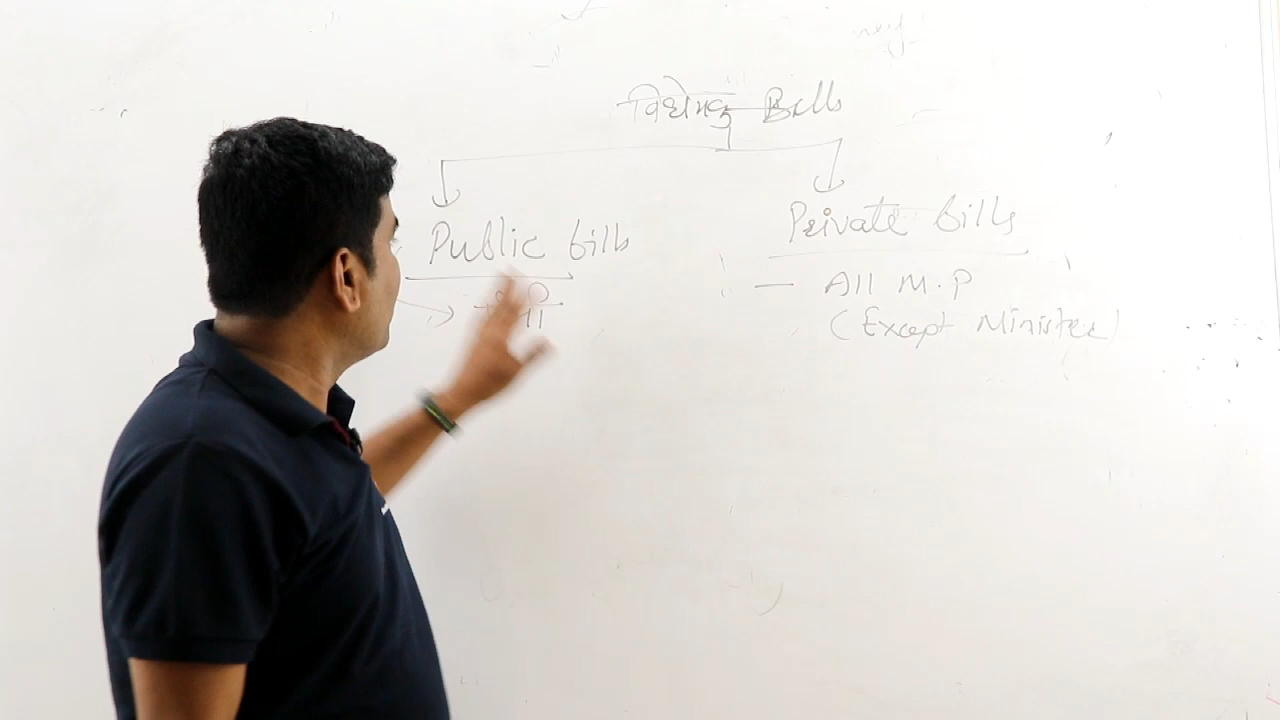 विधेयक Bills
Public bills
Private bills
— All M.P
(Except Minister)